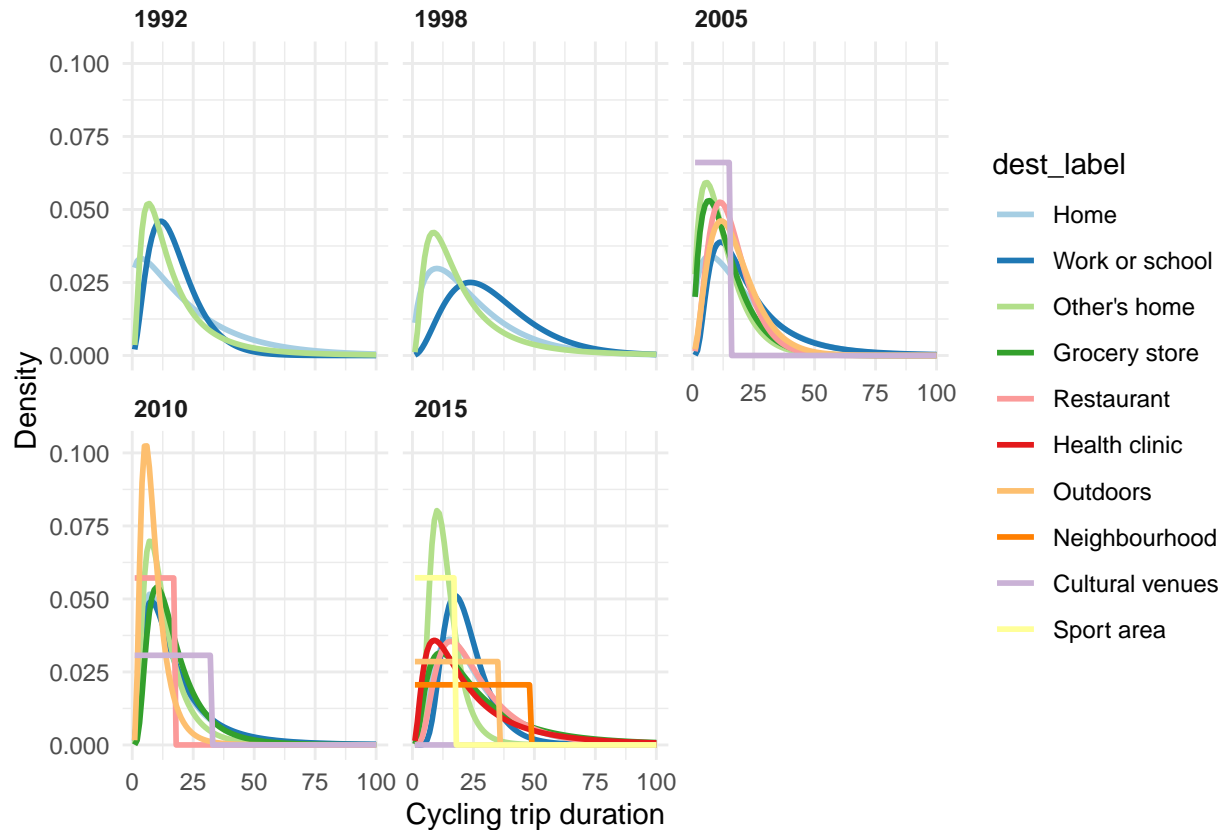 1992
1998
2005
0.100
0.075
0.050
0.025
0.000
0 25 50 75 100
2010
2015
0.100
0.075
0.050
0.025
0.000
0 25 50 75 100
0 25 50 75 100
Density
Cycling trip duration
dest_label
Home
Work or school
Other's home
Grocery store
Restaurant
Health clinic
Outdoors
Neighbourhood
Cultural venues
Sport area